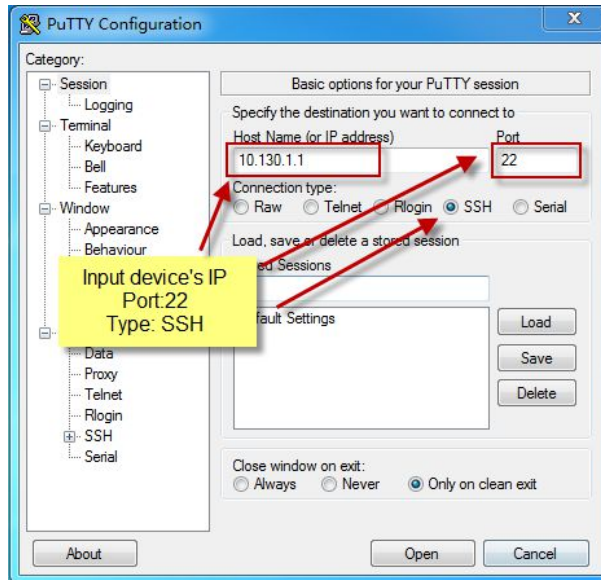 PuTTY Configuration
X
Category:
Session
Logging
Terminal
Keyboard
Bell
Features
Window
Appearance
Behaviour
Data
Proxy
Telnet
Rlogin
SSH
Serial
Basic options for your PuTTY session
Specify the destination you want to connect to
Host Name (or IP address) Port
10.130.1.1 22
Connection type:
Raw Telnet Rlogin SSH Serial
Load, save or delete a stored session
Sessions
Settings
Load
Save
Delete
Input device's IP
Port:22
Type: SSH
Close window on exit:
Always Never Only on clean exit
About Open Cancel